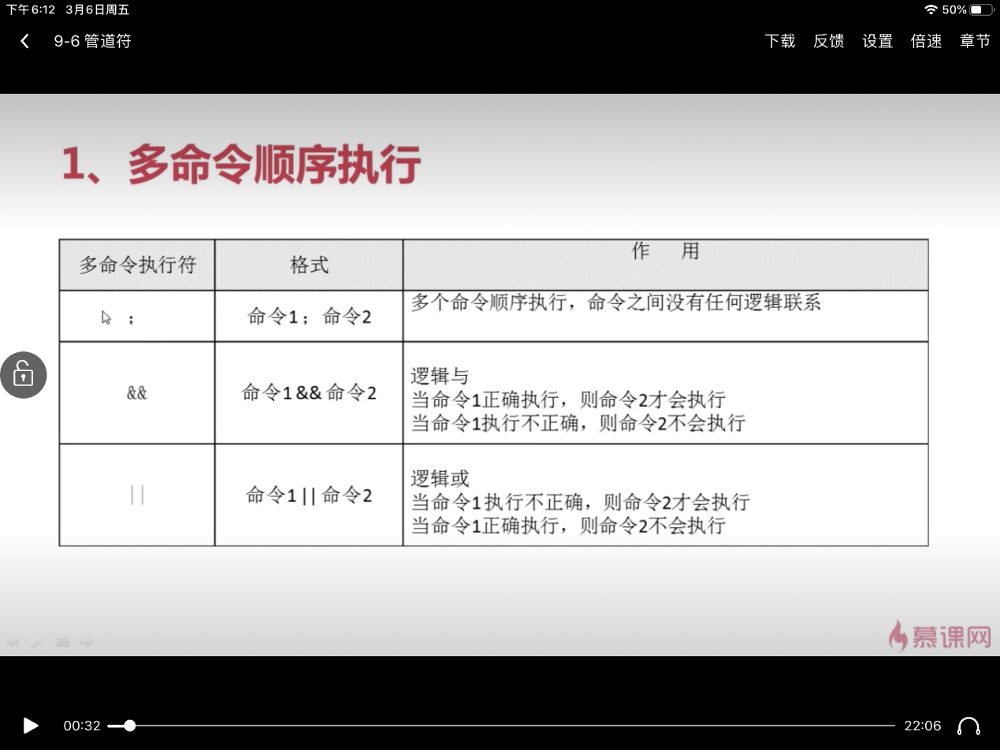 下午6:12 3月6日周五
50%
9-6 管道符
下载 反馈 设置 倍速 章节
1、多命令顺序执行
多命令执行符 格式 作 用
; 命令1；命令2 多个命令顺序执行，命令之间没有任何逻辑联系
&& 命令1&&命令2 逻辑与
当命令1正确执行，则命令2才会执行
当命令1执行不正确，则命令2不会执行
|| 命令1||命令2 逻辑或
当命令1执行不正确，则命令2才会执行
当命令1正确执行，则命令2不会执行
慕课网
00:32 22:06